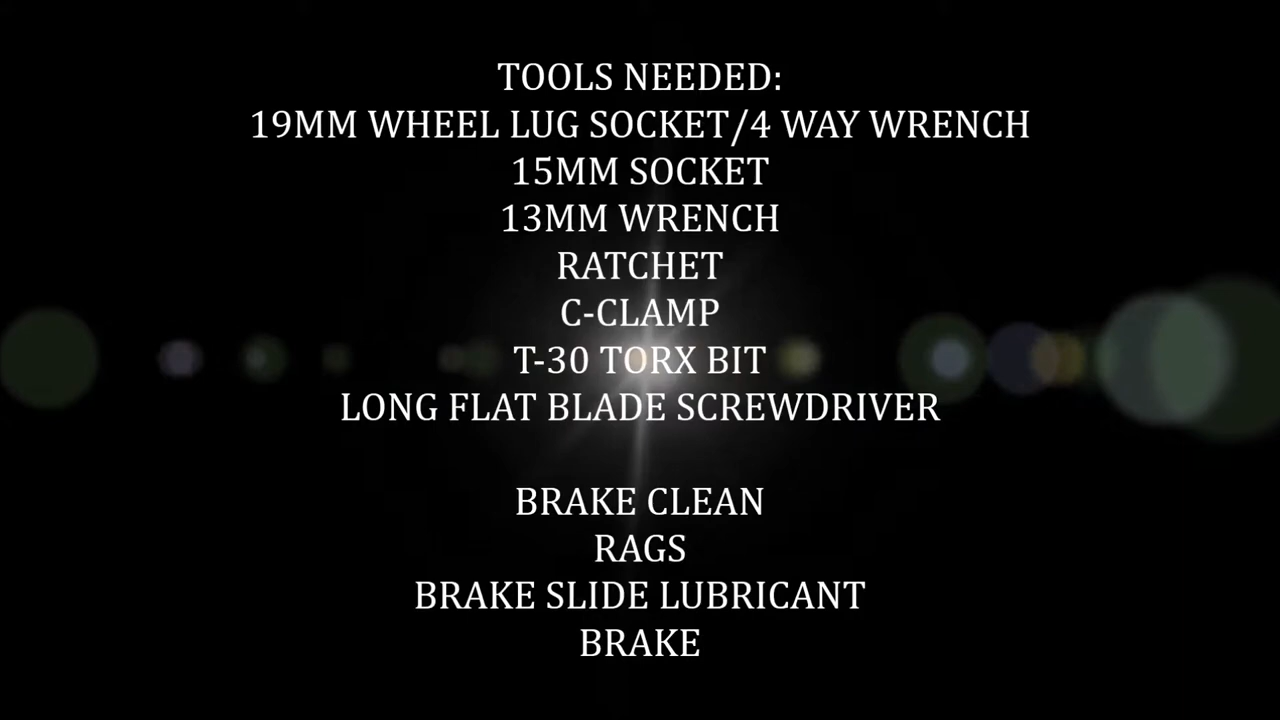 TOOLS NEEDED:
19MM WHEEL LUG SOCKET/4 WAY WRENCH
15MM SOCKET
13MM WRENCH
RATCHET
C-CLAMP
T-30 TORX BIT
LONG FLAT BLADE SCREWDRIVER
BRAKE CLEAN
RAGS
BRAKE SLIDE LUBRICANT
BRAKE